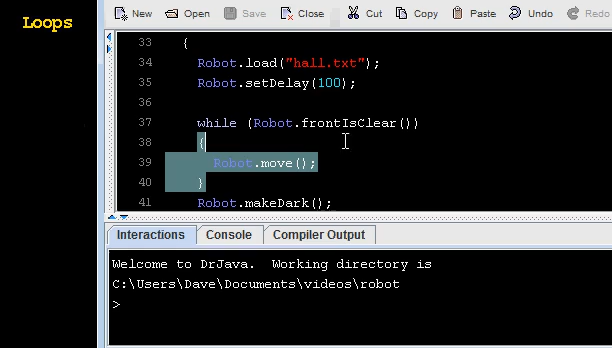 Loops
New Open Save Close Cut Copy Paste Undo Redo
33 {
34 Robot.load("hall.txt");
35 Robot.setDelay(100);
36
37 while (Robot.frontIsClear())
38 {
39 Robot.move();
40 }
41 Robot.makeDark();
Interactions Console Compiler Output
Welcome to DrJava. Working directory is
C:\Users\Dave\Documents\videos\robot
>